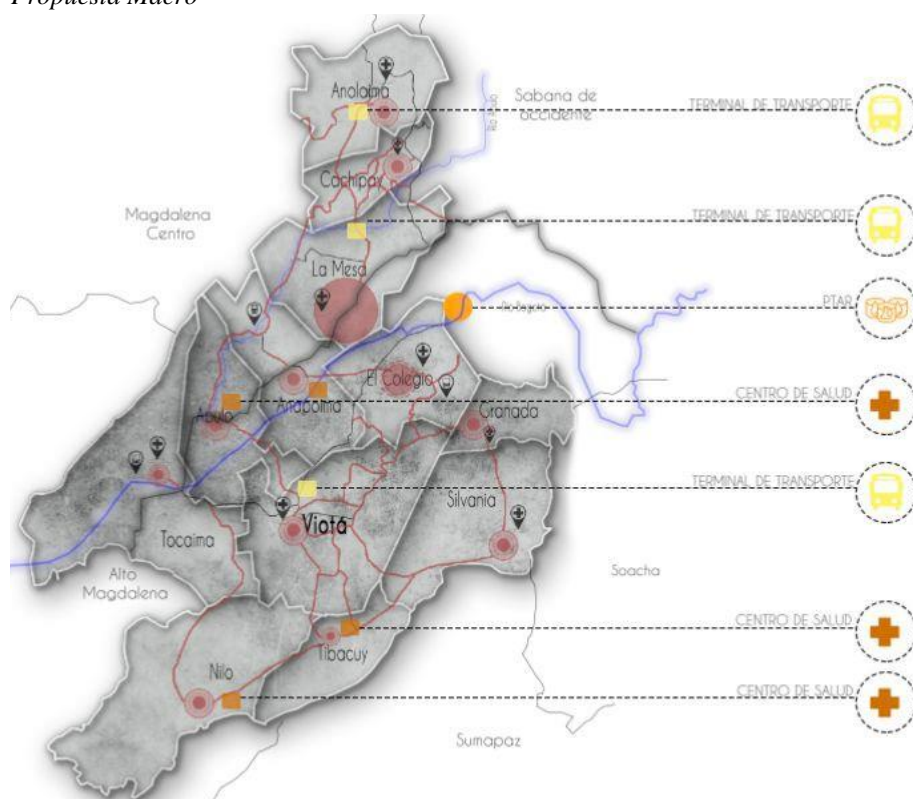 Propuesta Macro
Anolaima
Sabana de
occidente
TERMINAL DE TRANSPORTE
Cachipay
Magdalena
Centro
TERMINAL DE TRANSPORTE
La Mesa
Río Bogotá
PTAR
El Colegio
Anapoima
Apulo
CENTRO DE SALUD
Granada
TERMINAL DE TRANSPORTE
Silvania
Viotá
Tocaima
Alto
Magdalena
Soacha
CENTRO DE SALUD
Tibacuy
Nilo
CENTRO DE SALUD
Sumapaz